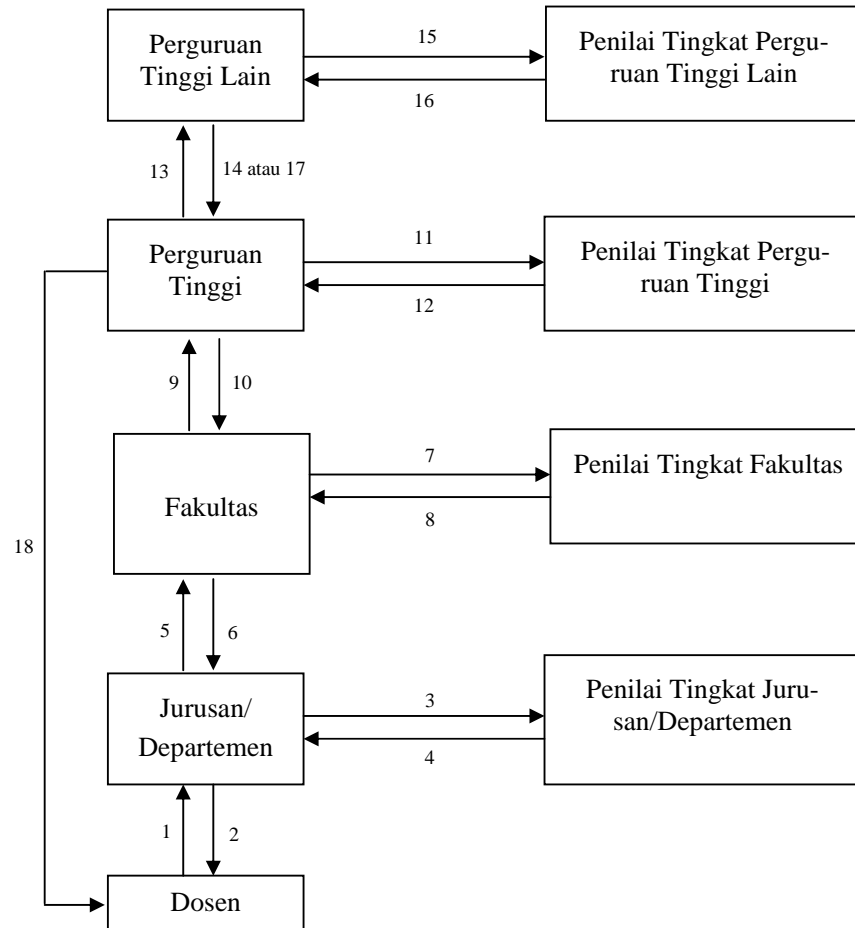 Perguruan
Tinggi Lain
15
16
Penilai Tingkat Pergu-
ruan Tinggi Lain
13
14 atau 17
Perguruan
Tinggi
11
12
Penilai Tingkat Pergu-
ruan Tinggi
9
10
Fakultas
7
8
Penilai Tingkat Fakultas
18
5
6
Jurusan/
Departemen
3
4
Penilai Tingkat Juru-
san/Departemen
1
2
Dosen